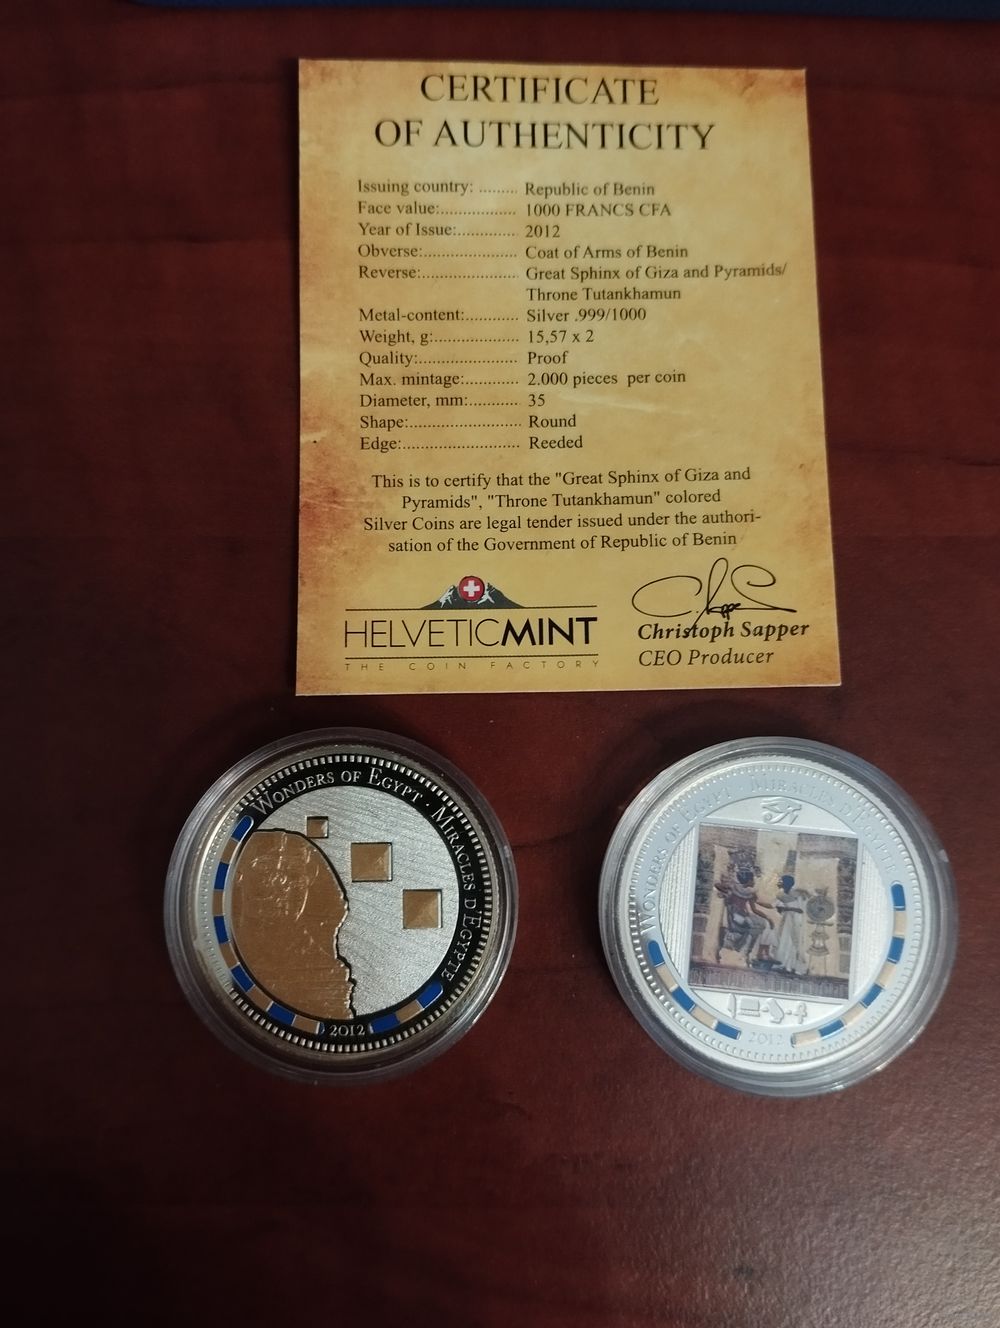 CERTIFICATE
OF AUTHENTICITY
Issuing country: ......... Republic of Benin
Face value:................. 1000 FRANCS CFA
Year of Issue:............. 2012
Obverse:..................... Coat of Arms of Benin
Reverse:...................... Great Sphinx of Giza and Pyramids/
Throne Tutankhamun
Metal-content:............ Silver .999/1000
Weight, g:.................. 15,57 x 2
Quality:...................... Proof
Max. mintage:............ 2.000 pieces per coin
Diameter, mm:........... 35
Shape:......................... Round
Edge:........................... Reeded
This is to certify that the "Great Sphinx of Giza and
Pyramids", "Throne Tutankhamun" colored
Silver Coins are legal tender issued under the authori-
sation of the Government of Republic of Benin
HELVETICMINT
THE COIN FACTORY
C. Sapper
Christoph Sapper
CEO Producer
WONDERS OF EGYPT · MIRACLES D'EGYPTE
2012
WONDERS OF EGYPT · MIRACLES D'EGYPTE
2012